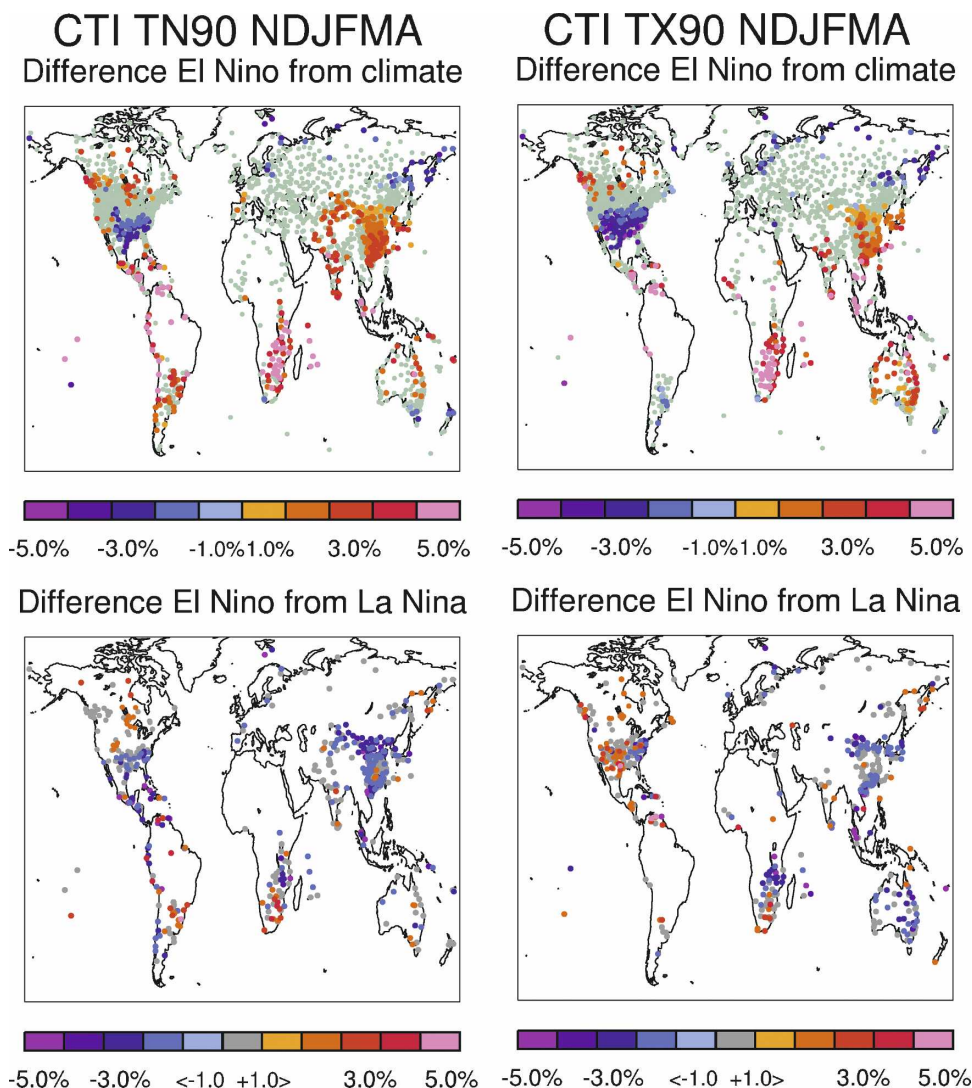 CTI TN90 NDJFMA
Difference El Nino from climate
-5.0% -3.0% -1.0% 1.0% 3.0% 5.0%
CTI TX90 NDJFMA
Difference El Nino from climate
-5.0% -3.0% -1.0% 1.0% 3.0% 5.0%
Difference El Nino from La Nina
-5.0% -3.0% <-1.0 +1.0> 3.0% 5.0%
Difference El Nino from La Nina
-5.0% -3.0% <-1.0 +1.0> 3.0% 5.0%